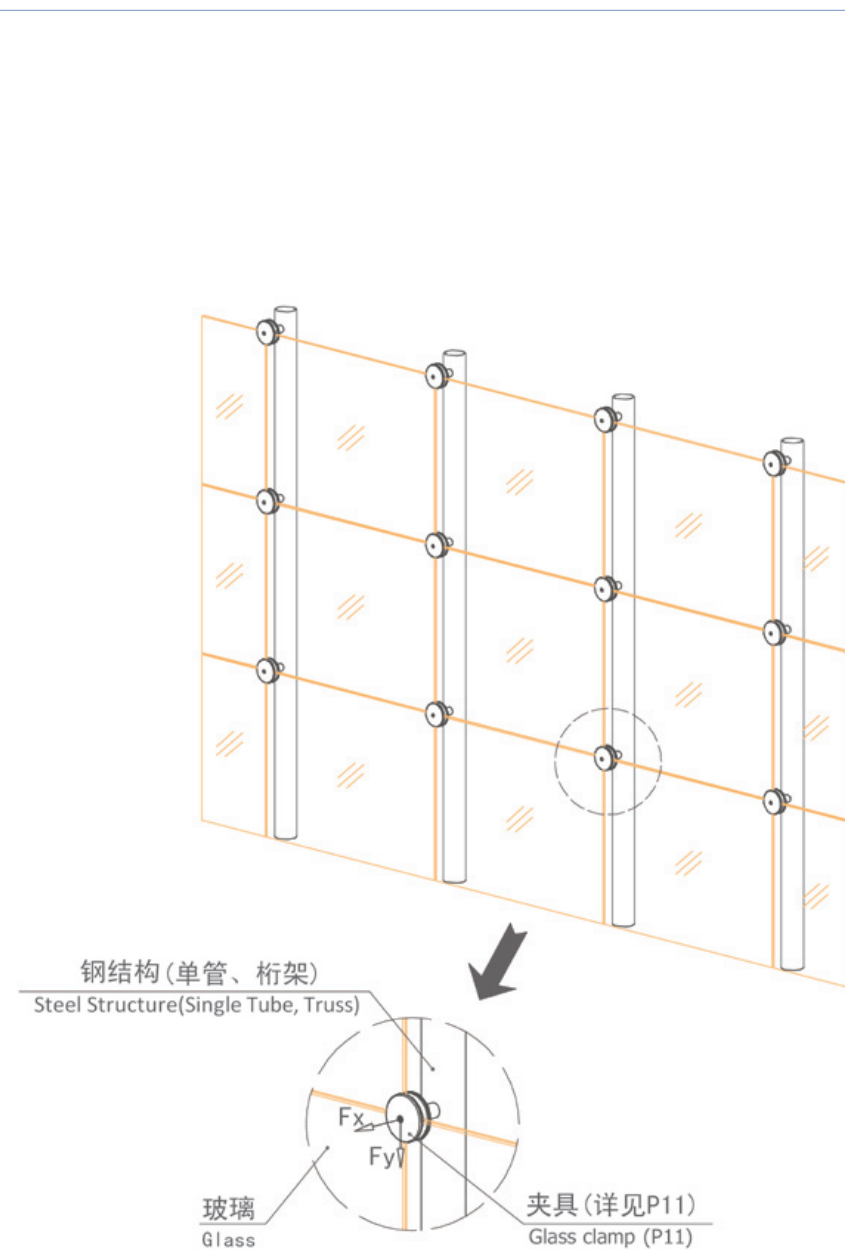 钢结构(单管、桁架)
Steel Structure(Single Tube, Truss)
Fx
Fy
玻璃
Glass
夹具(详见P11)
Glass clamp (P11)